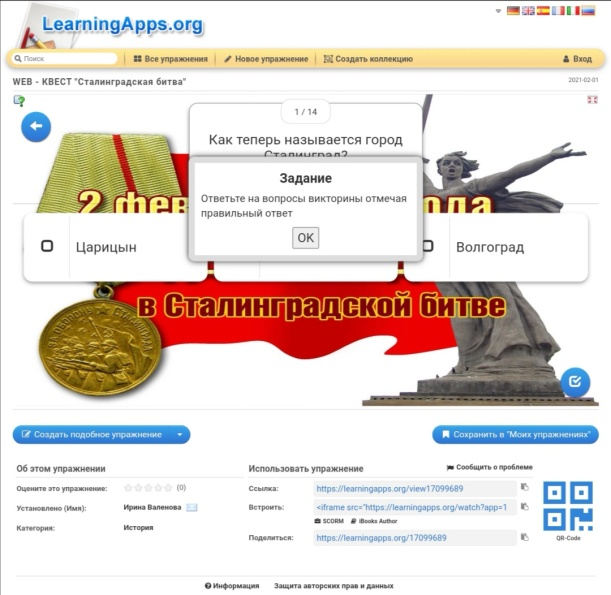 LearningApps.org
Поиск
Все упражнения
Новое упражнение
Создать коллекцию
Вход
WEB - КВЕСТ "Сталинградская битва"
2021-02-01
1 / 14
Как теперь называется город
Сталинград?
Задание
Ответьте на вопросы викторины отмечая
правильный ответ
OK
2 фев
ода
Царицын
Волгоград
в Сталинградской битве
Создать подобное упражнение
Сохранить в "Моих упражнениях"
Об этом упражнении
Использовать упражнение
Сообщить о проблеме
Оцените это упражнение:
(0)
Ссылка:
https://learningapps.org/view17099689
Установлено (Имя):
Ирина Валенова
Встроить:
<iframe src="https://learningapps.org/watch?app=1
SCORM
iBooks Author
Категория:
История
Поделиться:
https://learningapps.org/17099689
QR-Code
Информация
Защита авторских прав и данных